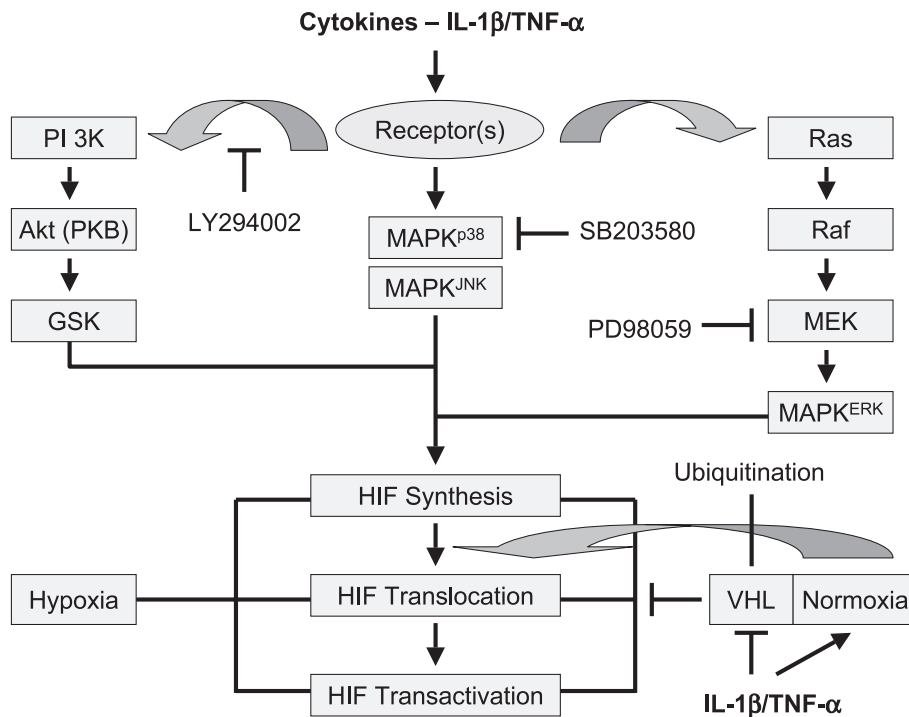 Cytokines – IL-1β/TNF-α
Receptor(s)
PI 3K
Ras
LY294002
Akt (PKB)
MAPKp38
SB203580
Raf
MAPKJNK
GSK
PD98059
MEK
MAPKERK
Ubiquitination
HIF Synthesis
Hypoxia
HIF Translocation
VHL
Normoxia
HIF Transactivation
IL-1β/TNF-α